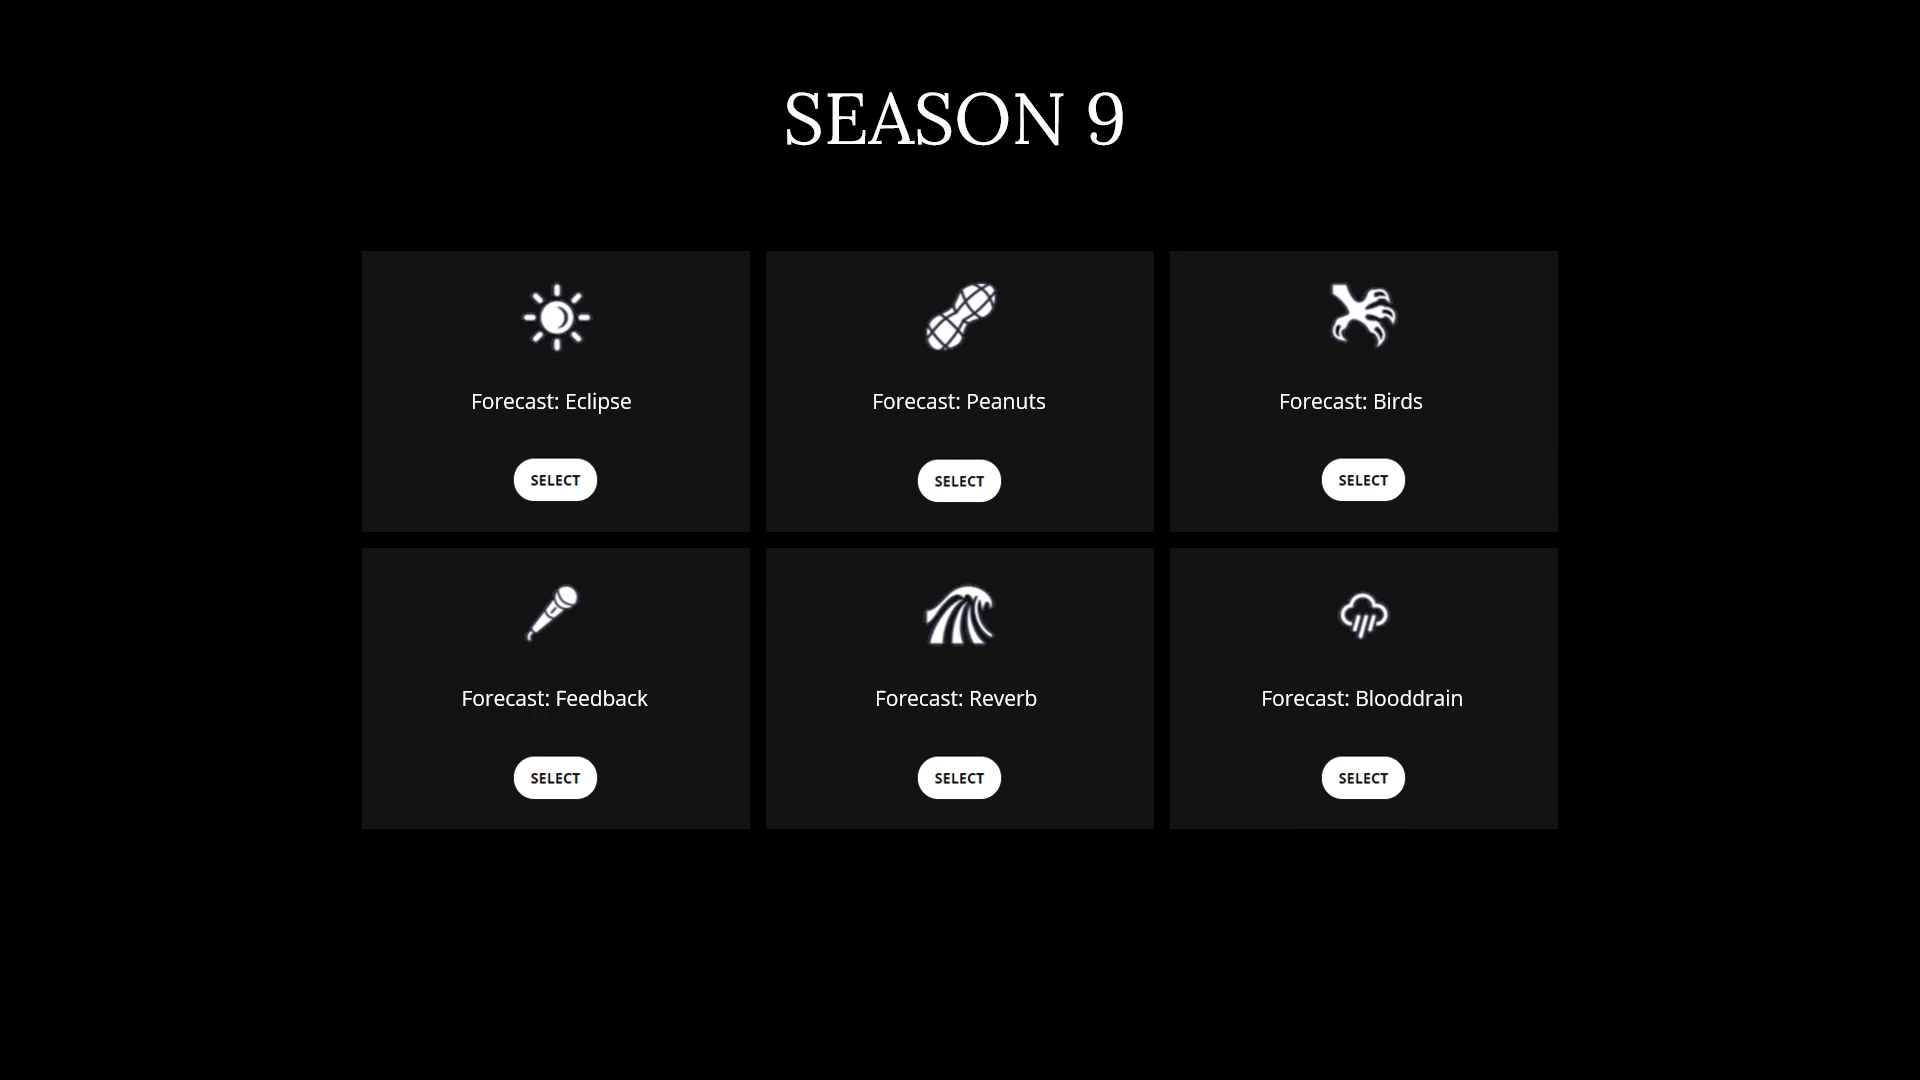 SEASON 9
Forecast: Eclipse
Forecast: Peanuts
Forecast: Birds
SELECT
SELECT
SELECT
Forecast: Feedback
Forecast: Reverb
Forecast: Blooddrain
SELECT
SELECT
SELECT